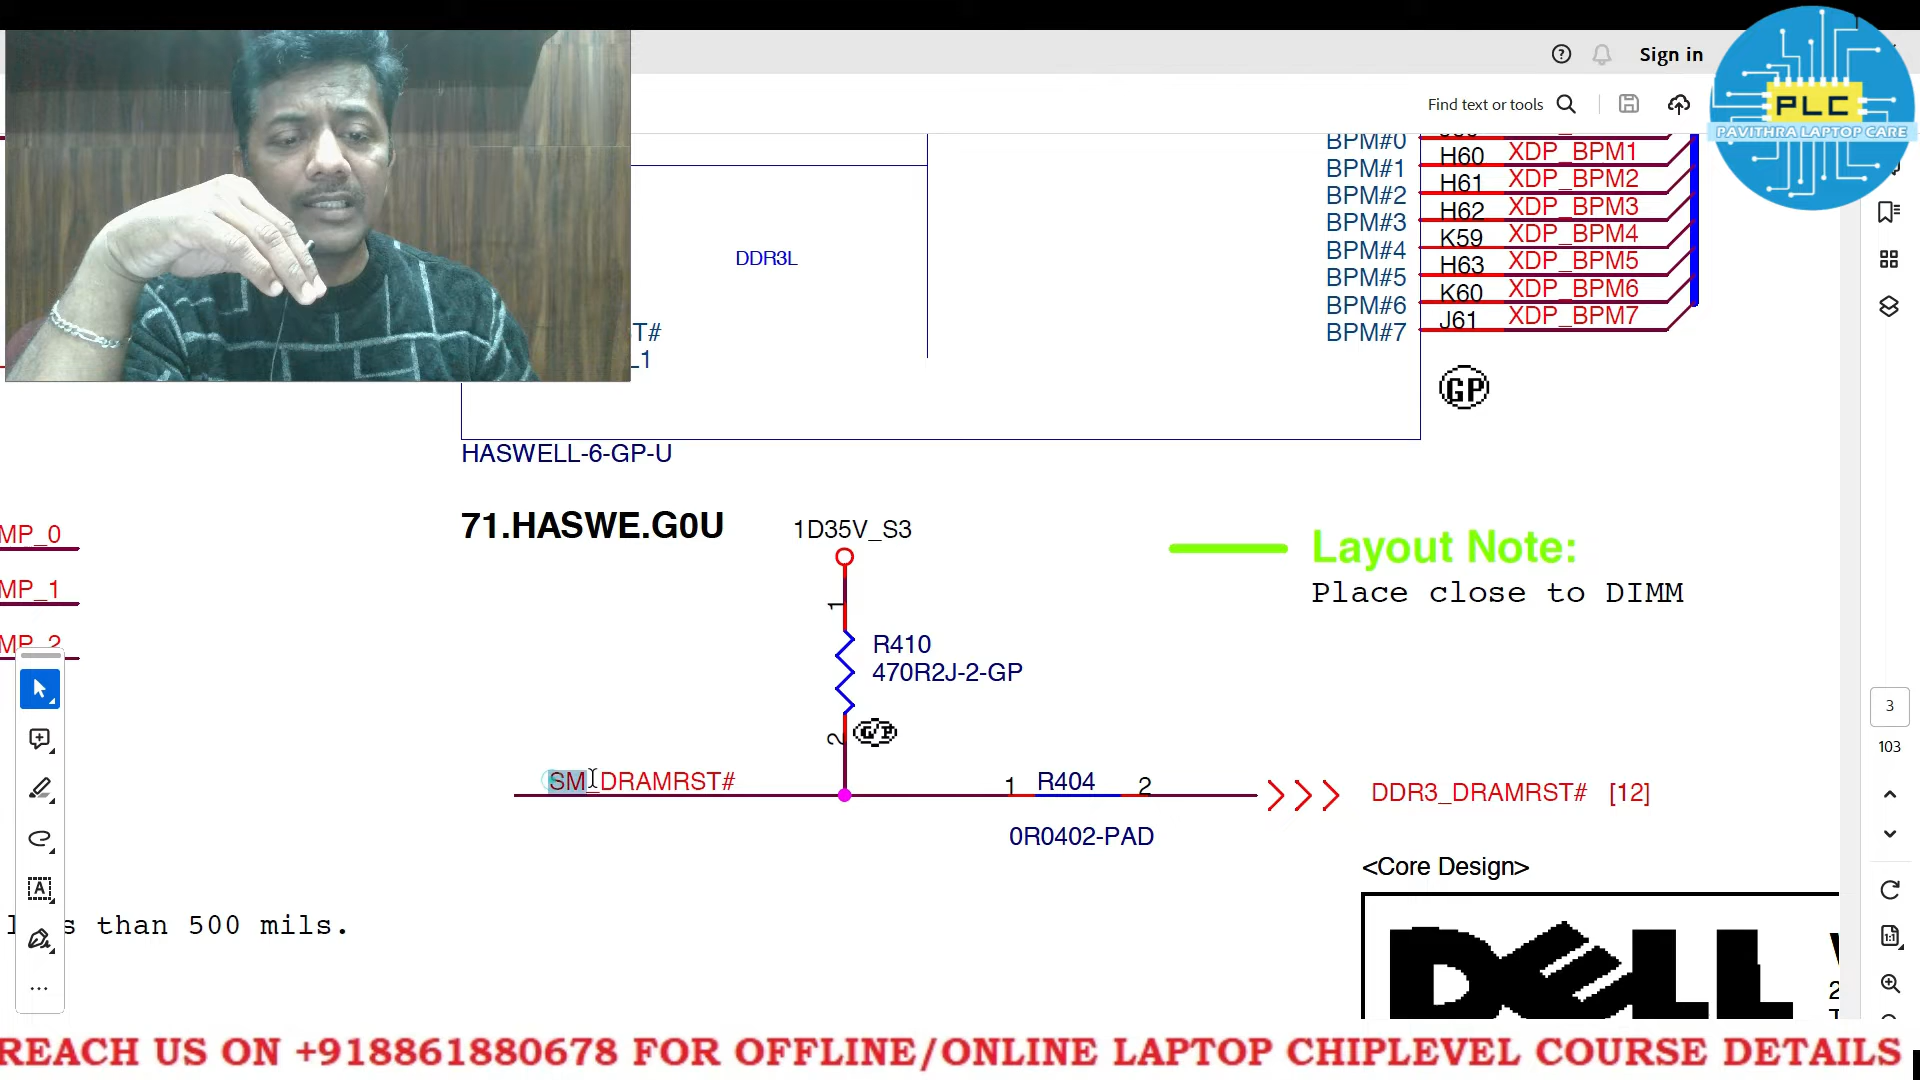 Sign in
Find text or tools
PLC
PAVITHRA LAPTOP CARE
BPM#0
BPM#1 H60 XDP_BPM1
BPM#2 H61 XDP_BPM2
BPM#3 H62 XDP_BPM3
BPM#4 K59 XDP_BPM4
BPM#5 H63 XDP_BPM5
BPM#6 K60 XDP_BPM6
BPM#7 J61 XDP_BPM7
DDR3L
T#
L1
GP
HASWELL-6-GP-U
71.HASWE.G0U
1D35V_S3
Layout Note:
Place close to DIMM
MP_0
MP_1
MP_2
1
R410
470R2J-2-GP
2
SM_DRAMRST#
1 R404 2
0R0402-PAD
DDR3_DRAMRST# [12]
<Core Design>
DELL
s than 500 mils.
3
103
REACH US ON +918861880678 FOR OFFLINE/ONLINE LAPTOP CHIPLEVEL COURSE DETAILS